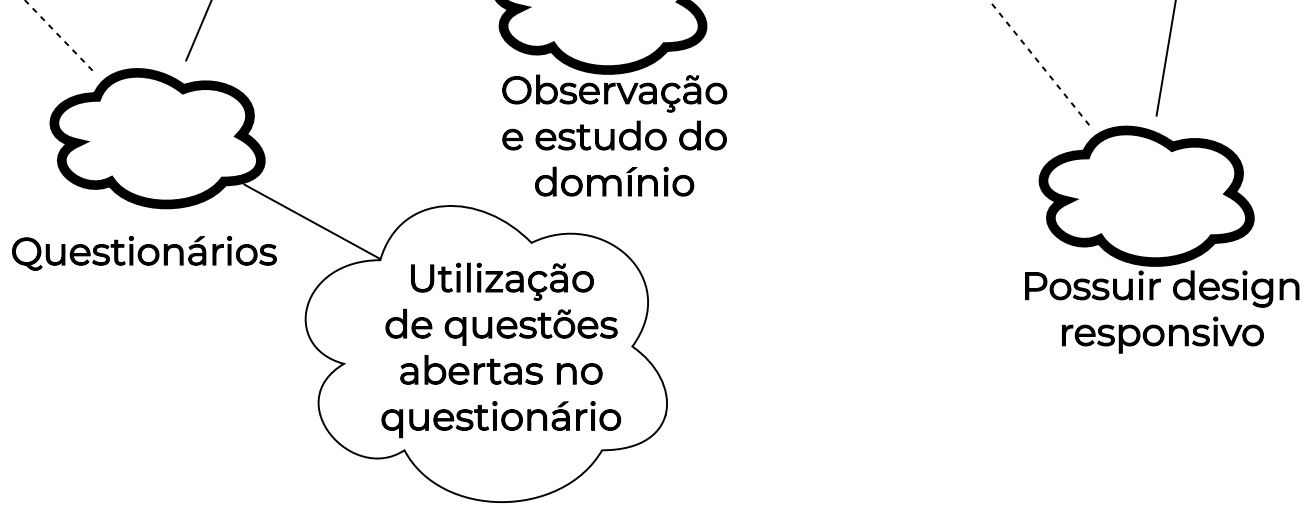 Observação
e estudo do
domínio
Questionários
Utilização
de questões
abertas no
questionário
Possuir design
responsivo